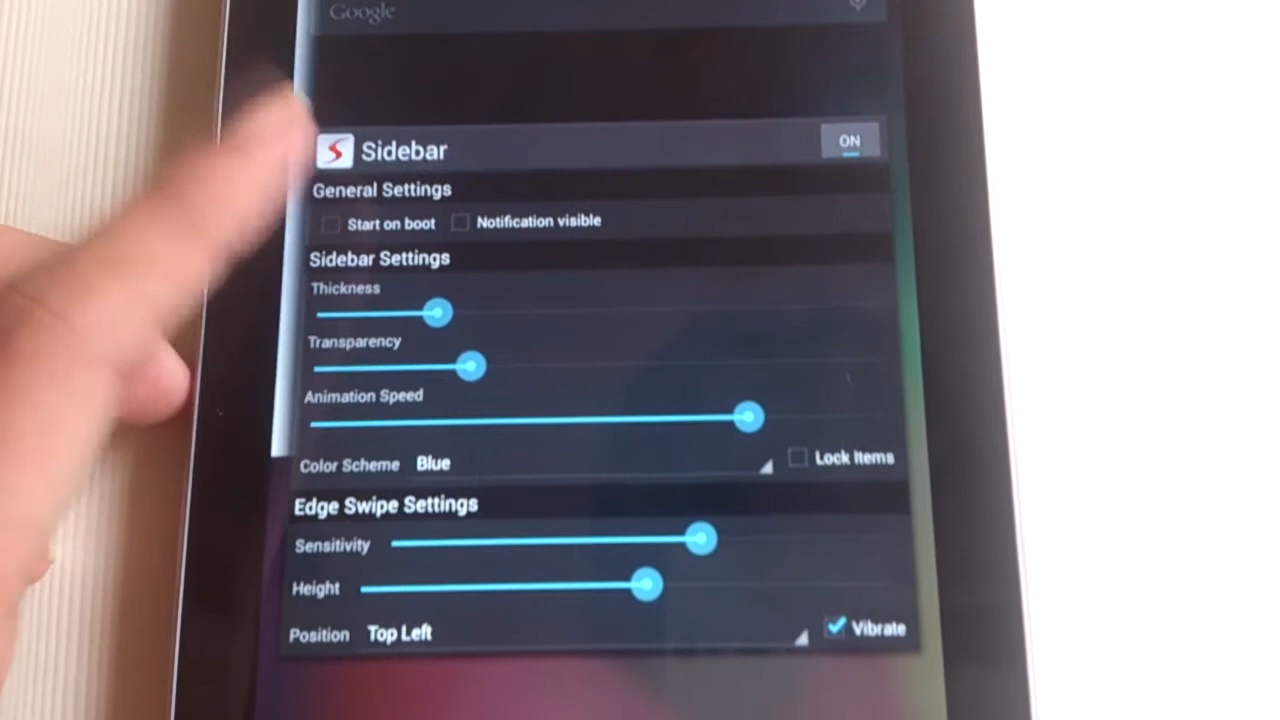 Google
Sidebar ON
General Settings
Start on boot Notification visible
Sidebar Settings
Thickness
Transparency
Animation Speed
Color Scheme Blue Lock Items
Edge Swipe Settings
Sensitivity
Height
Position Top Left Vibrate